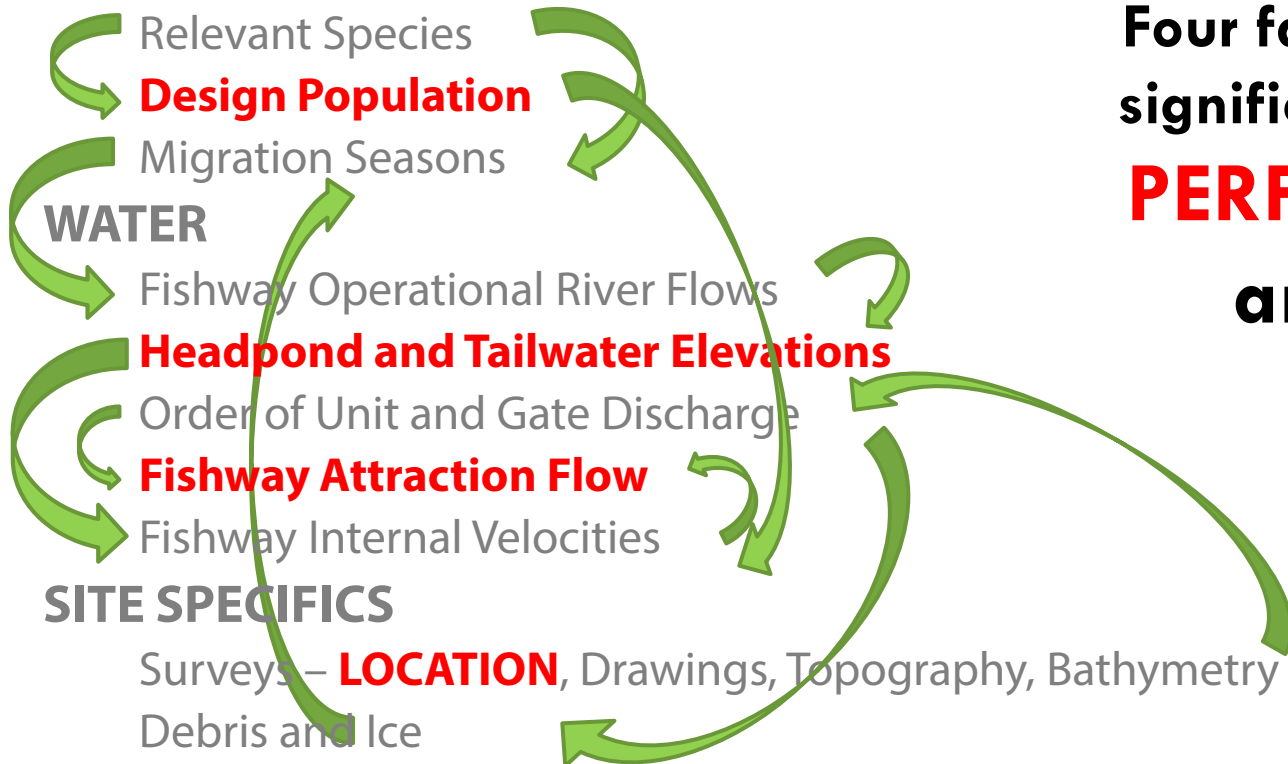 Relevant Species
Design Population
Migration Seasons
WATER
Fishway Operational River Flows
Headpond and Tailwater Elevations
Order of Unit and Gate Discharge
Fishway Attraction Flow
Fishway Internal Velocities
SITE SPECIFICS
Surveys – LOCATION, Drawings, Topography, Bathymetry
Debris and Ice
Four